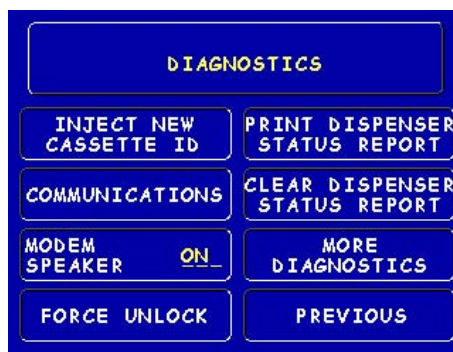 DIAGNOSTICS
INJECT NEW
CASSETTE ID
PRINT DISPENSER
STATUS REPORT
COMMUNICATIONS
CLEAR DISPENSER
STATUS REPORT
MODEM
SPEAKER ON_
MORE
DIAGNOSTICS
FORCE UNLOCK
PREVIOUS